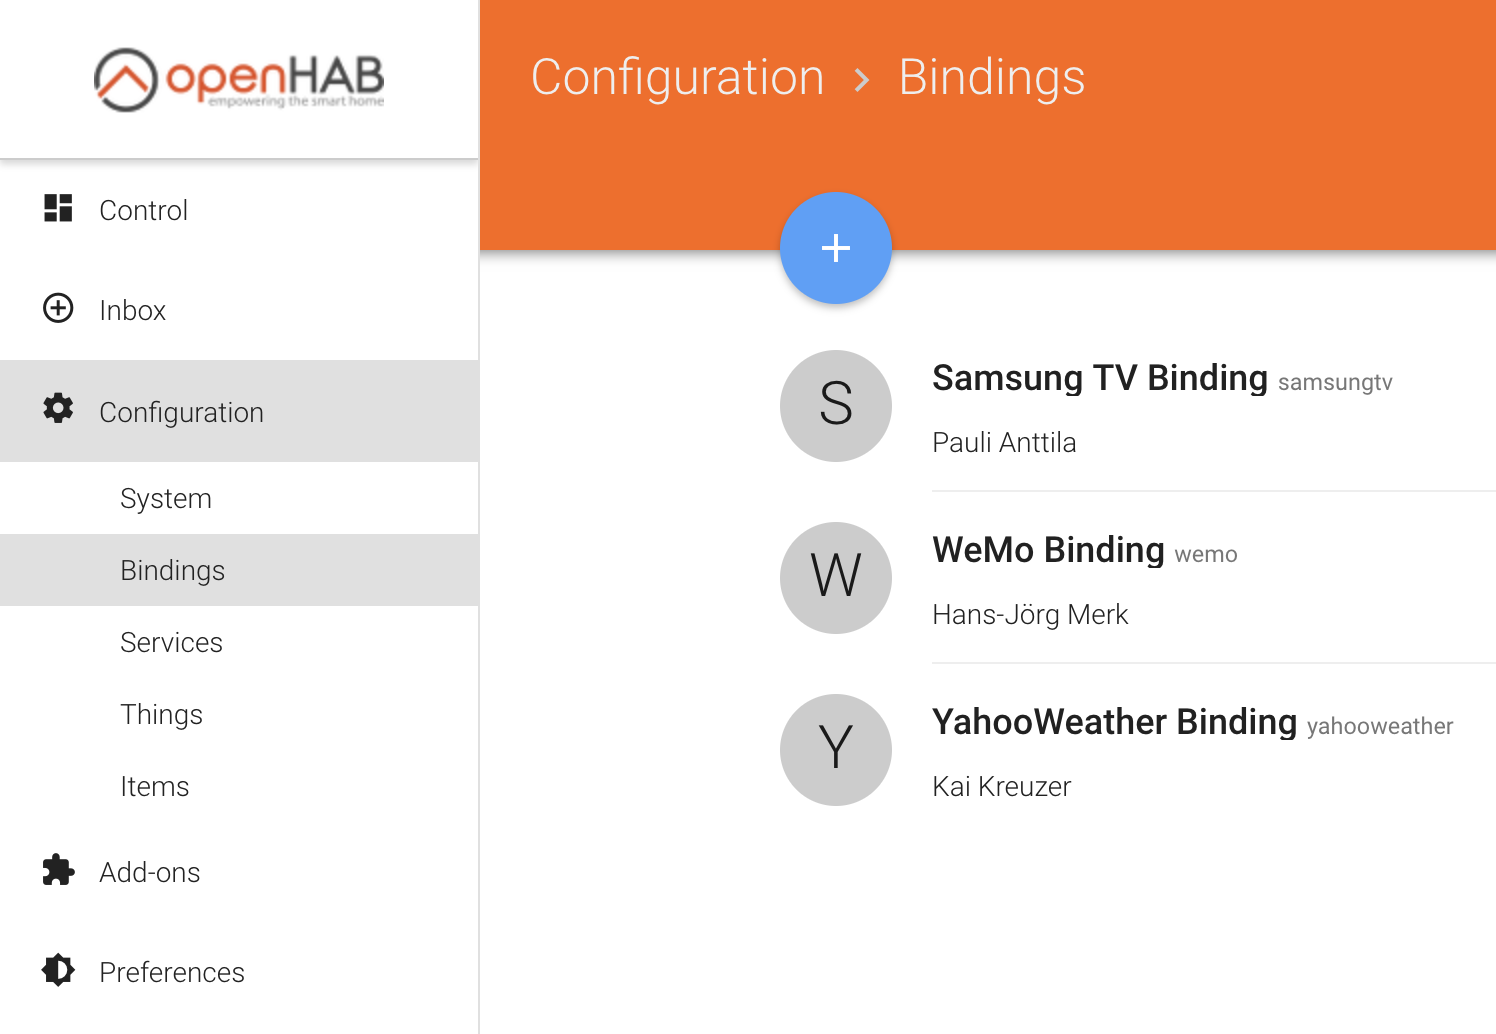 openHAB
empowering the smart home
Control
Inbox
Configuration
System
Bindings
Services
Things
Items
Add-ons
Preferences
Configuration > Bindings
+
S
Samsung TV Binding samsungtv
Pauli Anttila
W
WeMo Binding wemo
Hans-Jörg Merk
Y
YahooWeather Binding yahooweather
Kai Kreuzer